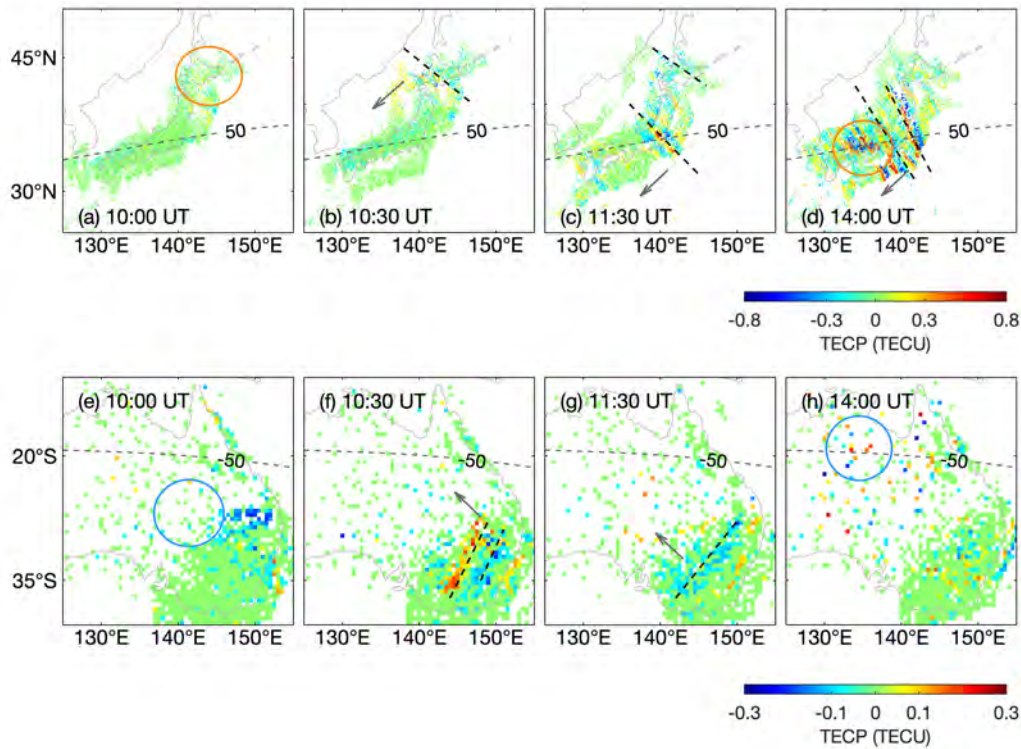 45°N
30°N
50
50
50
50
(a) 10:00 UT
(b) 10:30 UT
(c) 11:30 UT
(d) 14:00 UT
130°E 140°E 150°E
130°E 140°E 150°E
130°E 140°E 150°E
130°E 140°E 150°E
-0.8 -0.3 0 0.3 0.8
TECP (TECU)
(e) 10:00 UT
(f) 10:30 UT
(g) 11:30 UT
(h) 14:00 UT
20°S
35°S
-50
-50
-50
-50
130°E 140°E 150°E
130°E 140°E 150°E
130°E 140°E 150°E
130°E 140°E 150°E
-0.3 -0.1 0 0.1 0.3
TECP (TECU)